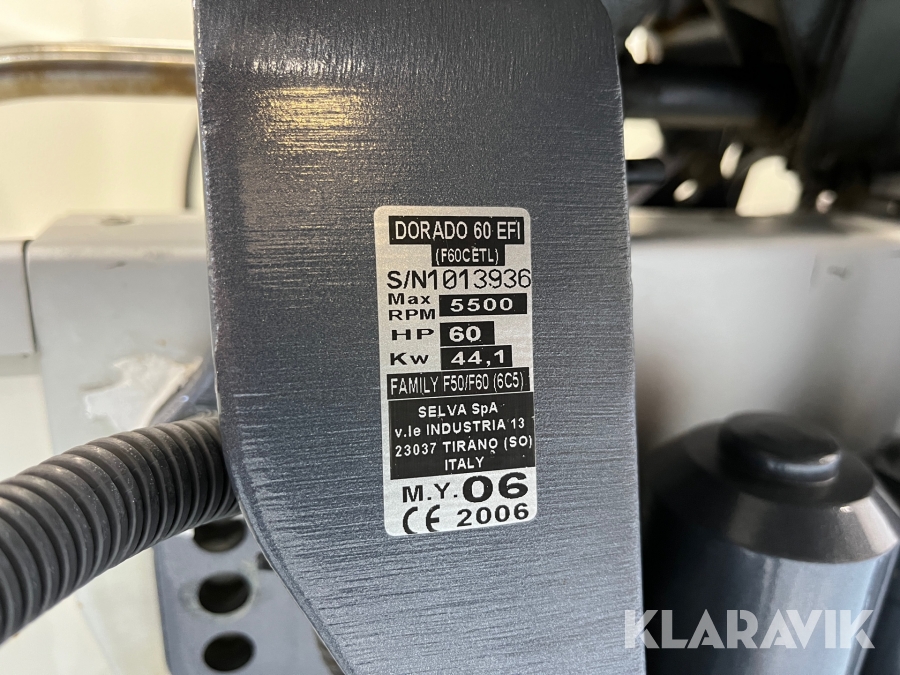 DORADO 60 EFI
(F60CETL)
S/N1013936
Max RPM 5500
HP 60
Kw 44,1
FAMILY F50/F60 (6C5)
SELVA SpA
v.le INDUSTRIA 13
23037 TIRANO (SO)
ITALY
M.Y. 06
CE 2006
KLARAVIK